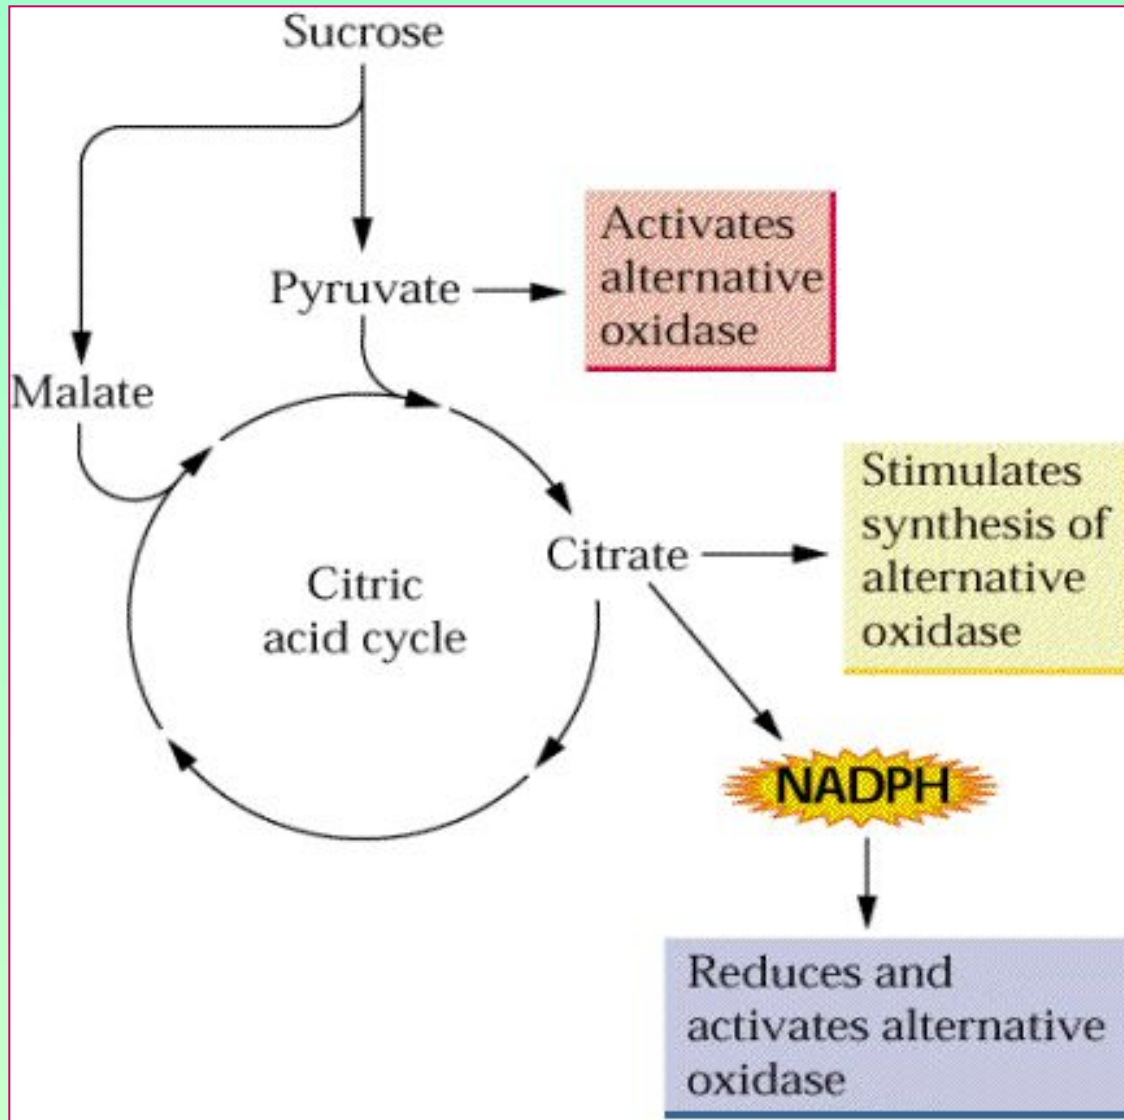 Sucrose
Activates
alternative
oxidase
Pyruvate
Malate
Stimulates
synthesis of
alternative
oxidase
Citrate
Citric
acid cycle
NADPH
Reduces and
activates alternative
oxidase